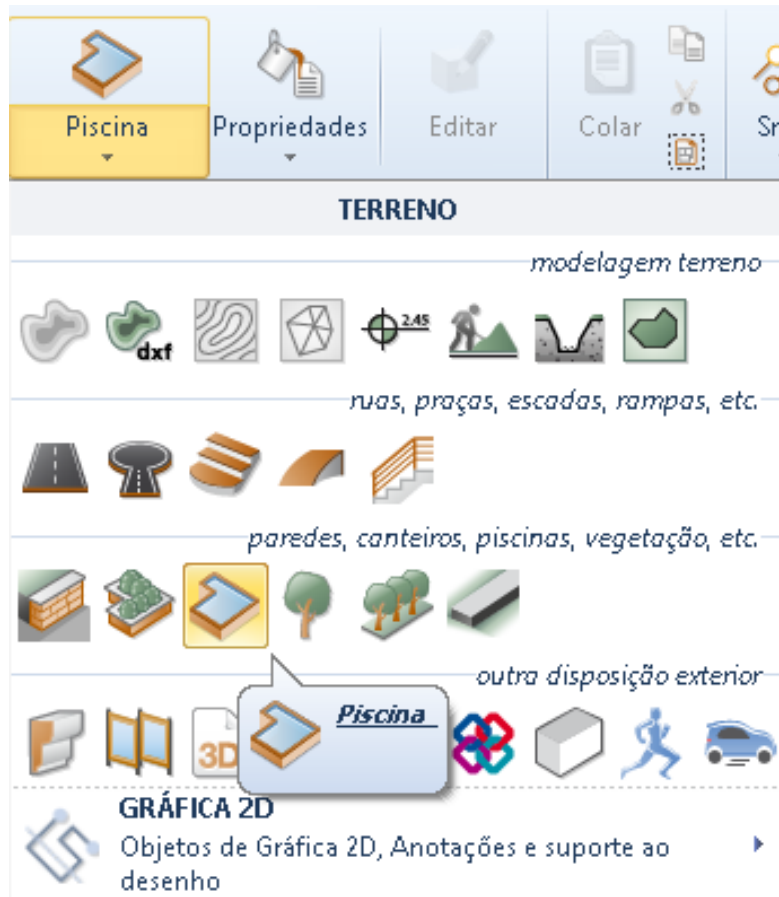 Piscina
Propriedades
Editar
Colar
TERRENO
modelagem terreno
dxf
2.45
ruas, praças, escadas, rampas, etc.
paredes, canteiros, piscinas, vegetação, etc.
outra disposição exterior
3D
Piscina
GRÁFICA 2D
Objetos de Gráfica 2D, Anotações e suporte ao
desenho